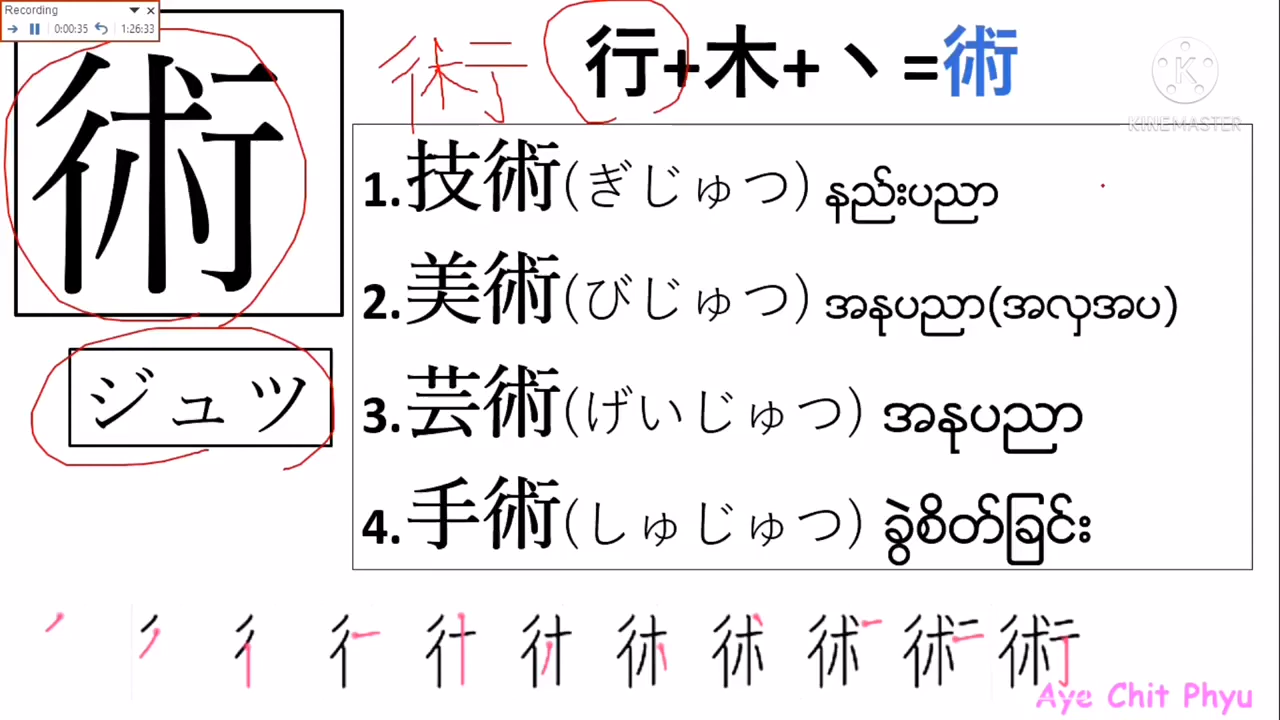 Recording
0:00:35 1:26:33
術
術
行+木+丶=術
KINEMASTER
1.技術(ぎじゅつ) နည်းပညာ
2.美術(びじゅつ) အနုပညာ(အလှအပ)
3.芸術(げいじゅつ) အနုပညာ
4.手術(しゅじゅつ) ခွဲစိတ်ခြင်း
ジュツ
Aye Chit Phyu